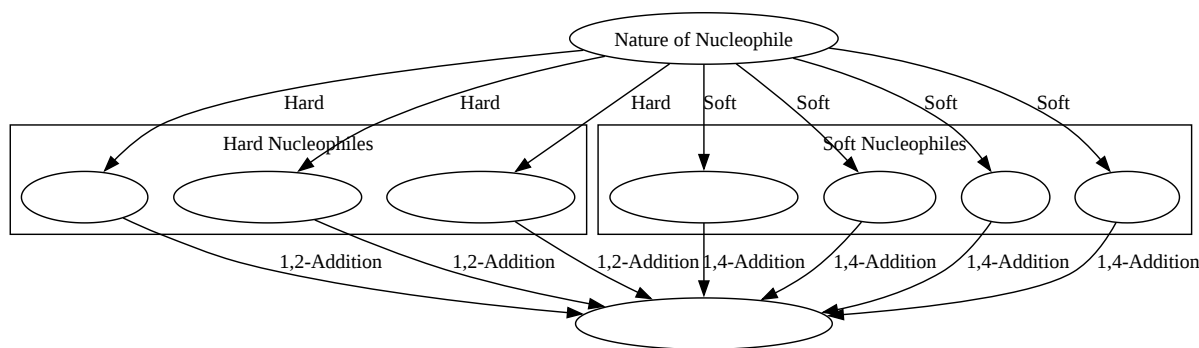 Nature of Nucleophile
Hard
Hard
Hard
Soft
Soft
Soft
Soft
Hard Nucleophiles
Soft Nucleophiles
1,2-Addition
1,2-Addition
1,2-Addition
1,4-Addition
1,4-Addition
1,4-Addition
1,4-Addition